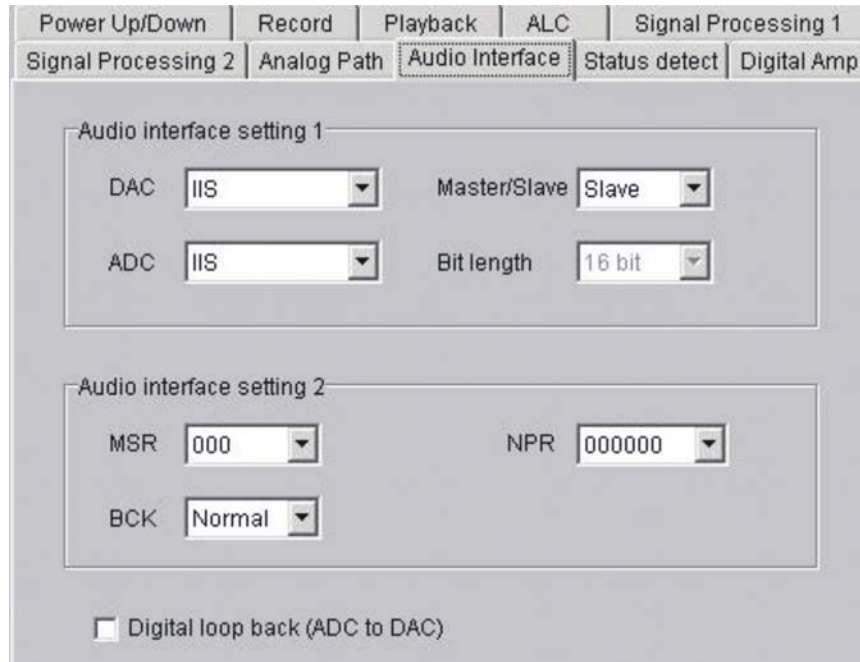 Power Up/Down Record Playback ALC Signal Processing 1
Signal Processing 2 Analog Path Audio Interface Status detect Digital Amp
Audio interface setting 1
DAC IIS Master/Slave Slave
ADC IIS Bit length 16 bit
Audio interface setting 2
MSR 000 NPR 000000
BCK Normal
Digital loop back (ADC to DAC)